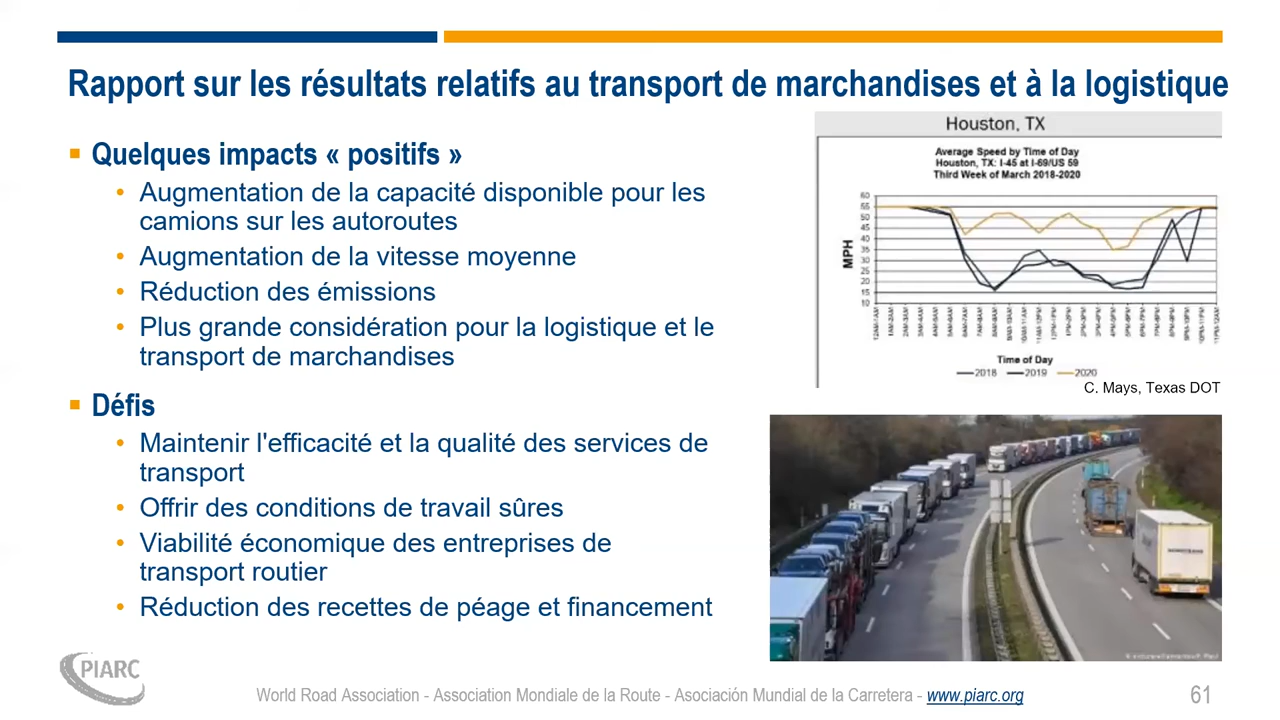 Rapport sur les résultats relatifs au transport de marchandises et à la logistique
Quelques impacts « positifs »
Augmentation de la capacité disponible pour les
camions sur les autoroutes
Augmentation de la vitesse moyenne
Réduction des émissions
Plus grande considération pour la logistique et le
transport de marchandises
Défis
Maintenir l'efficacité et la qualité des services de
transport
Offrir des conditions de travail sûres
Viabilité économique des entreprises de
transport routier
Réduction des recettes de péage et financement
Houston, TX
Average Speed by Time of Day
Houston, TX: I-45 at I-69/US 59
Third Week of March 2018-2020
MPH
60
55
50
45
40
35
30
25
20
15
10
Time of Day
2018 2019 2020
C. Mays, Texas DOT
PIARC
World Road Association - Association Mondiale de la Route - Asociación Mundial de la Carretera - www.piarc.org
61